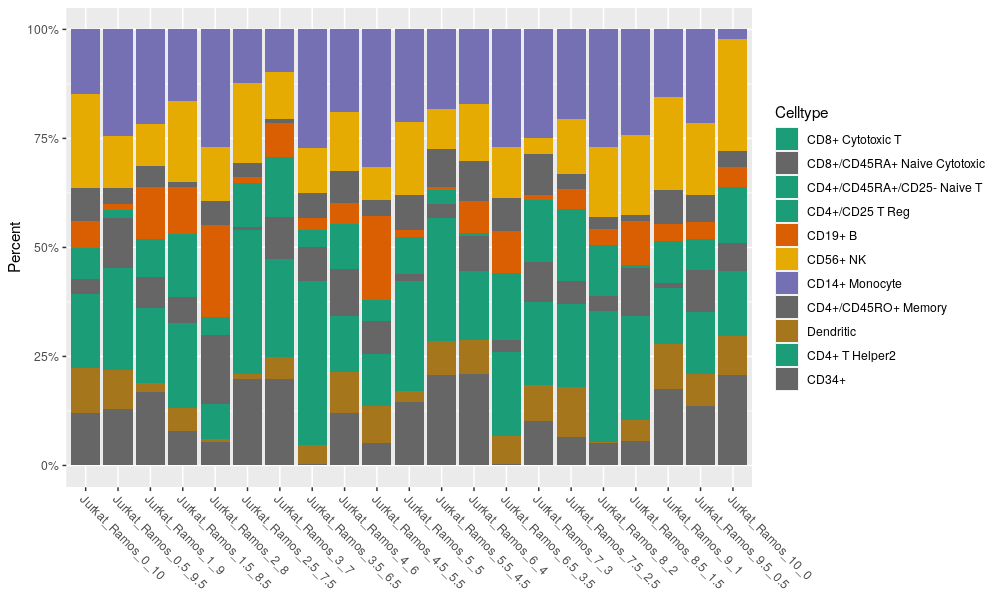 Percent
100%
75%
50%
25%
0%
Jurkat_Ramos_0_10
Jurkat_Ramos_0.5_9.5
Jurkat_Ramos_1_9
Jurkat_Ramos_1.5_8.5
Jurkat_Ramos_2_8
Jurkat_Ramos_2.5_7.5
Jurkat_Ramos_3_7
Jurkat_Ramos_3.5_6.5
Jurkat_Ramos_4_6
Jurkat_Ramos_4.5_5.5
Jurkat_Ramos_5_5
Jurkat_Ramos_5.5_4.5
Jurkat_Ramos_6_4
Jurkat_Ramos_6.5_3.5
Jurkat_Ramos_7_3
Jurkat_Ramos_7.5_2.5
Jurkat_Ramos_8_2
Jurkat_Ramos_8.5_1.5
Jurkat_Ramos_9_1
Jurkat_Ramos_9.5_0.5
Jurkat_Ramos_10_0
Celltype
CD8+ Cytotoxic T
CD8+/CD45RA+ Naive Cytotoxic
CD4+/CD45RA+/CD25- Naive T
CD4+/CD25 T Reg
CD19+ B
CD56+ NK
CD14+ Monocyte
CD4+/CD45RO+ Memory
Dendritic
CD4+ T Helper2
CD34+